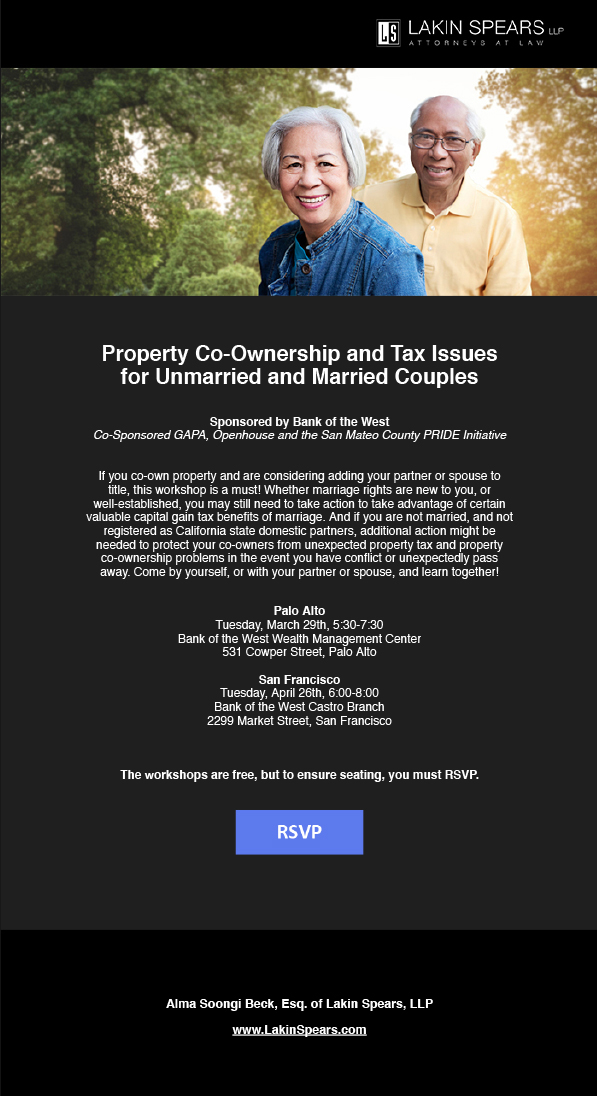 LS LAKIN SPEARS LLP
ATTORNEYS AT LAW
Property Co-Ownership and Tax Issues
for Unmarried and Married Couples
Sponsored by Bank of the West
Co-Sponsored GAPA, Openhouse and the San Mateo County PRIDE Initiative
If you co-own property and are considering adding your partner or spouse to
title, this workshop is a must! Whether marriage rights are new to you, or
well-established, you may still need to take action to take advantage of certain
valuable capital gain tax benefits of marriage. And if you are not married, and not
registered as California state domestic partners, additional action might be
needed to protect your co-owners from unexpected property tax and property
co-ownership problems in the event you have conflict or unexpectedly pass
away. Come by yourself, or with your partner or spouse, and learn together!
Palo Alto
Tuesday, March 29th, 5:30-7:30
Bank of the West Wealth Management Center
531 Cowper Street, Palo Alto
San Francisco
Tuesday, April 26th, 6:00-8:00
Bank of the West Castro Branch
2299 Market Street, San Francisco
The workshops are free, but to ensure seating, you must RSVP.
RSVP
Alma Soongi Beck, Esq. of Lakin Spears, LLP
www.LakinSpears.com